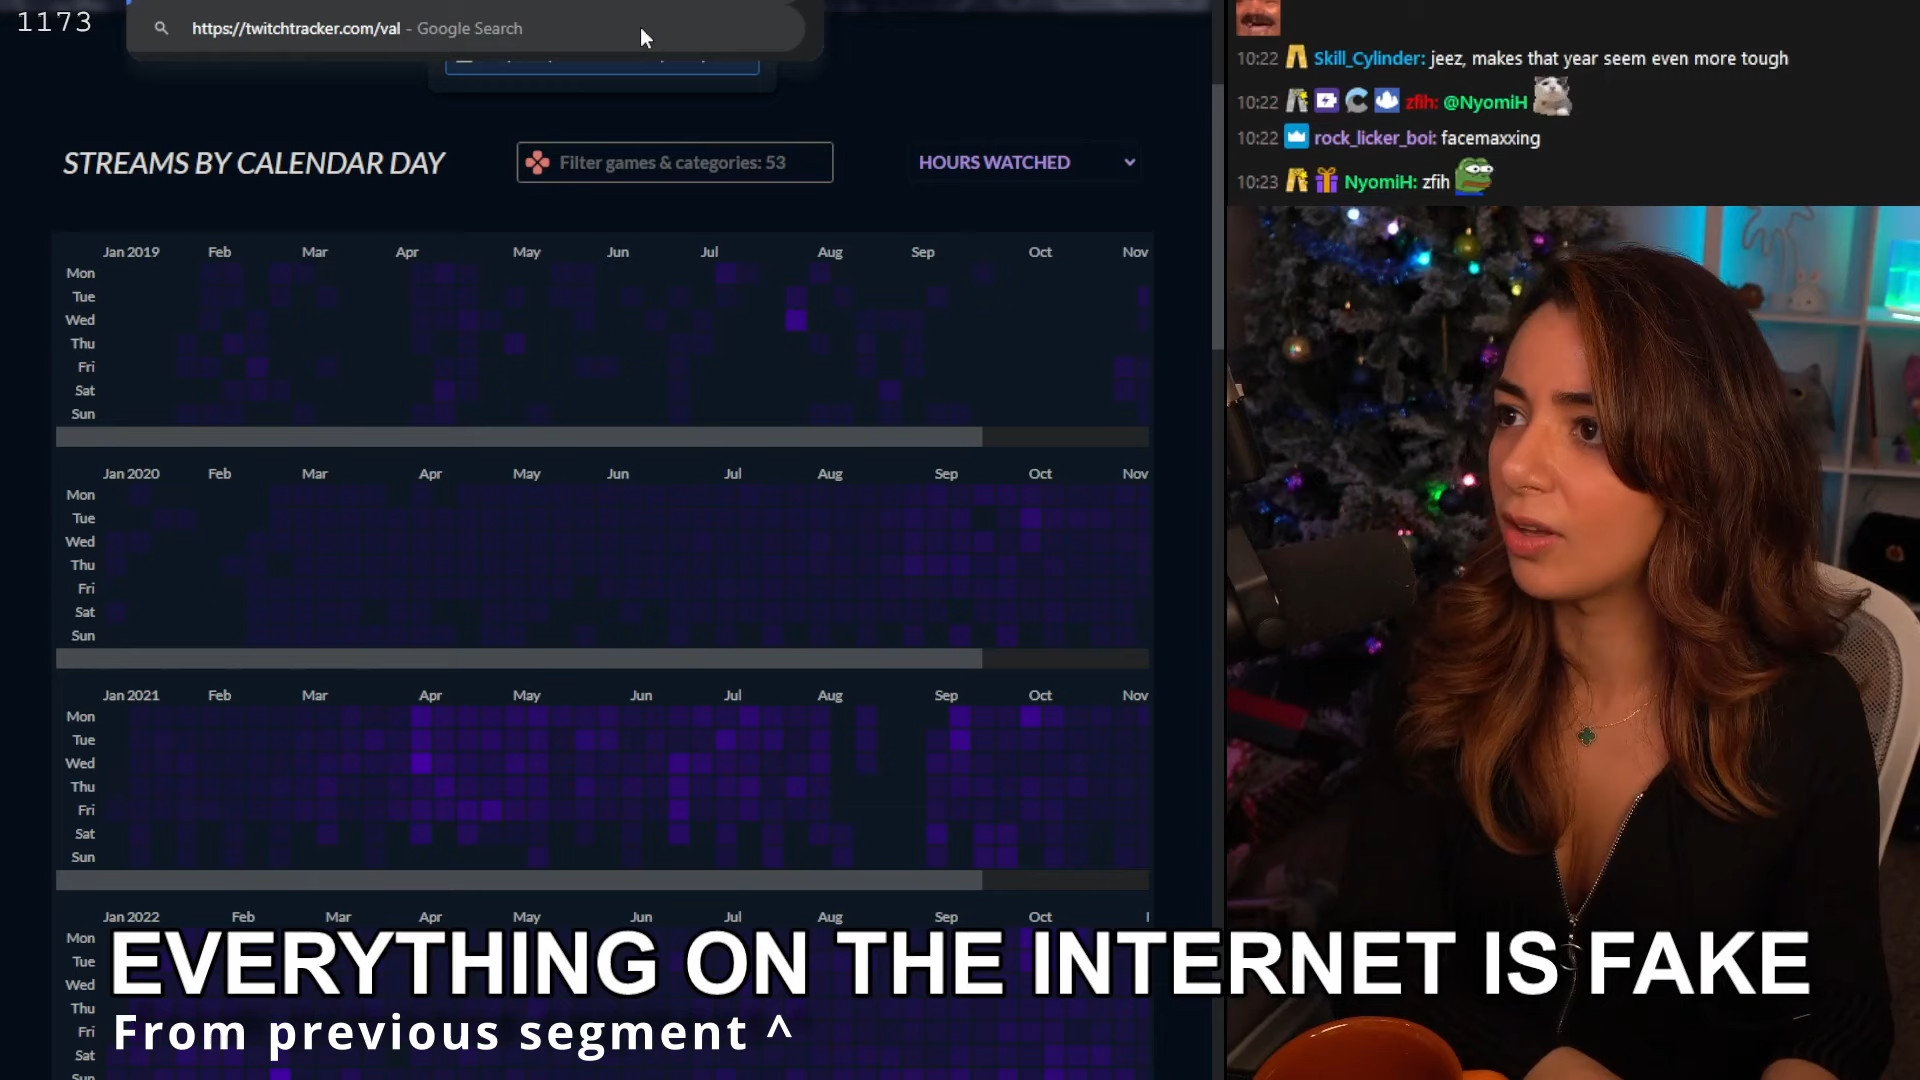 1173
https://twitchtracker.com/val - Google Search
STREAMS BY CALENDAR DAY
Filter games & categories: 53
HOURS WATCHED
Jan 2019 Feb Mar Apr May Jun Jul Aug Sep Oct Nov
Mon
Tue
Wed
Thu
Fri
Sat
Sun
Jan 2020 Feb Mar Apr May Jun Jul Aug Sep Oct Nov
Mon
Tue
Wed
Thu
Fri
Sat
Sun
Jan 2021 Feb Mar Apr May Jun Jul Aug Sep Oct Nov
Mon
Tue
Wed
Thu
Fri
Sat
Sun
Jan 2022 Feb Mar Apr May Jun Jul Aug Sep Oct
Mon
Tue
Wed
Thu
Fri
Sat
Sun
10:22 Skill_Cylinder: jeez, makes that year seem even more tough
10:22 zfih: @NyomiH
10:22 rock_licker_boi: facemaxxing
10:23 NyomiH: zfih
EVERYTHING ON THE INTERNET IS FAKE
From previous segment ^